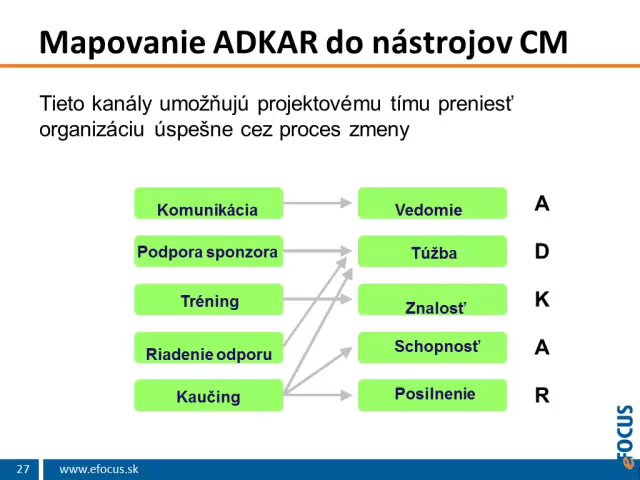 Mapovanie ADKAR do nástrojov CM
Tieto kanály umožňujú projektovému tímu preniesť
organizáciu úspešne cez proces zmeny
Komunikácia Vedomie A
Podpora sponzora Túžba D
Tréning Znalosť K
Riadenie odporu Schopnosť A
Kaučing Posilnenie R
eFOCUS
27 www.efocus.sk